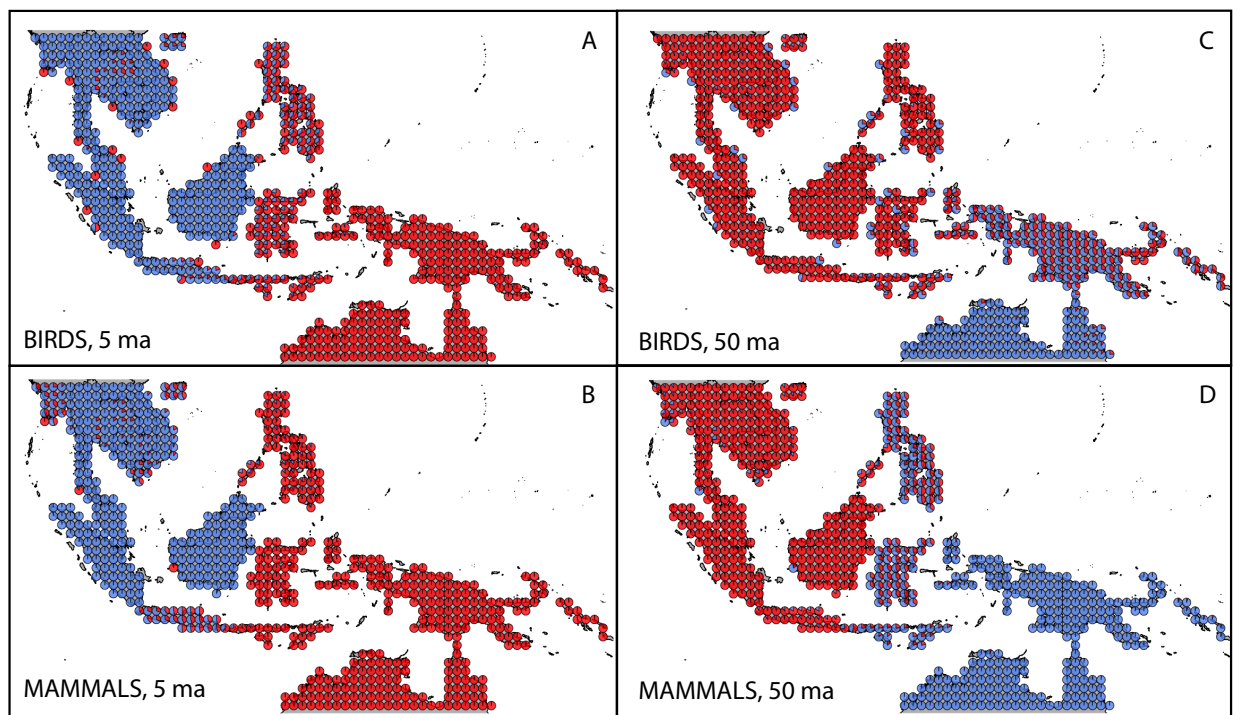 A
BIRDS, 5 ma
C
BIRDS, 50 ma
B
MAMMALS, 5 ma
D
MAMMALS, 50 ma